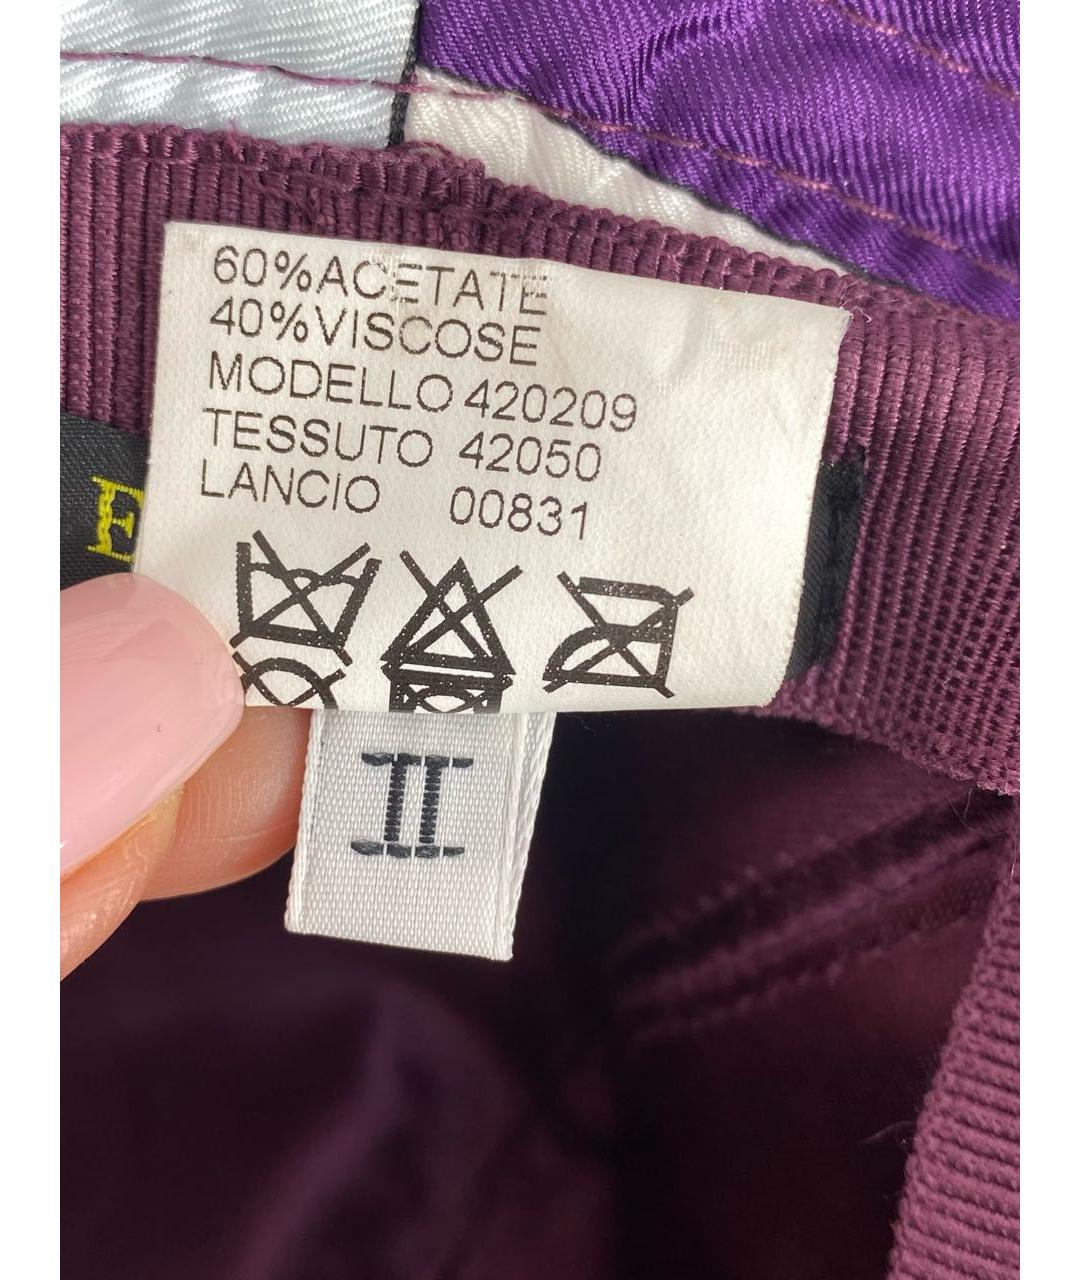 60%ACETATE
40%VISCOSE
MODELLO 420209
TESSUTO 42050
LANCIO 00831
E
II